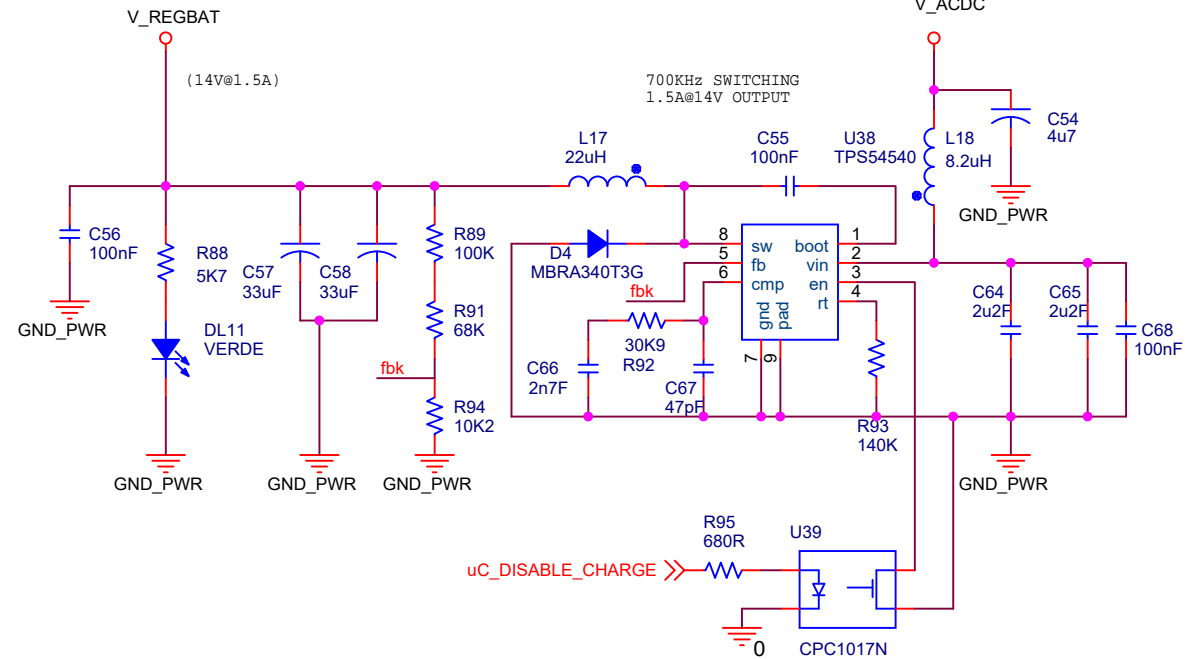 V_REGBAT
V_ACDC
(14V@1.5A)
700KHz SWITCHING
1.5A@14V OUTPUT
L17
22uH
C55
100nF
U38
TPS54540
L18
8.2uH
C54
4u7
GND_PWR
C56
100nF
GND_PWR
R88
5K7
C57
33uF
C58
33uF
R89
100K
D4
MBRA340T3G
8
5
6
sw
fb
cmp
boot
vin
en
rt
1
2
3
4
gnd
pad
7
9
fbk
R91
68K
DL11
VERDE
fbk
30K9
R92
C66
2n7F
C67
47pF
C64
2u2F
C65
2u2F
C68
100nF
R94
10K2
R93
140K
GND_PWR
GND_PWR
GND_PWR
GND_PWR
R95
680R
U39
uC_DISABLE_CHARGE
0
CPC1017N